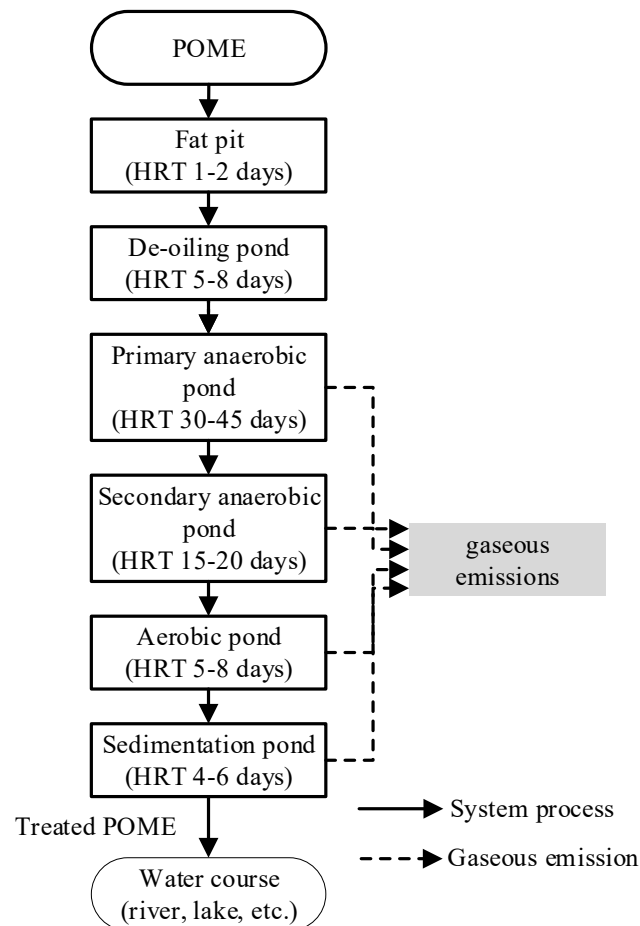 POME
Fat pit
(HRT 1-2 days)
De-oiling pond
(HRT 5-8 days)
Primary anaerobic
pond
(HRT 30-45 days)
Secondary anaerobic
pond
(HRT 15-20 days)
gaseous
emissions
Aerobic pond
(HRT 5-8 days)
Sedimentation pond
(HRT 4-6 days)
Treated POME
Water course
(river, lake, etc.)
System process
Gaseous emission